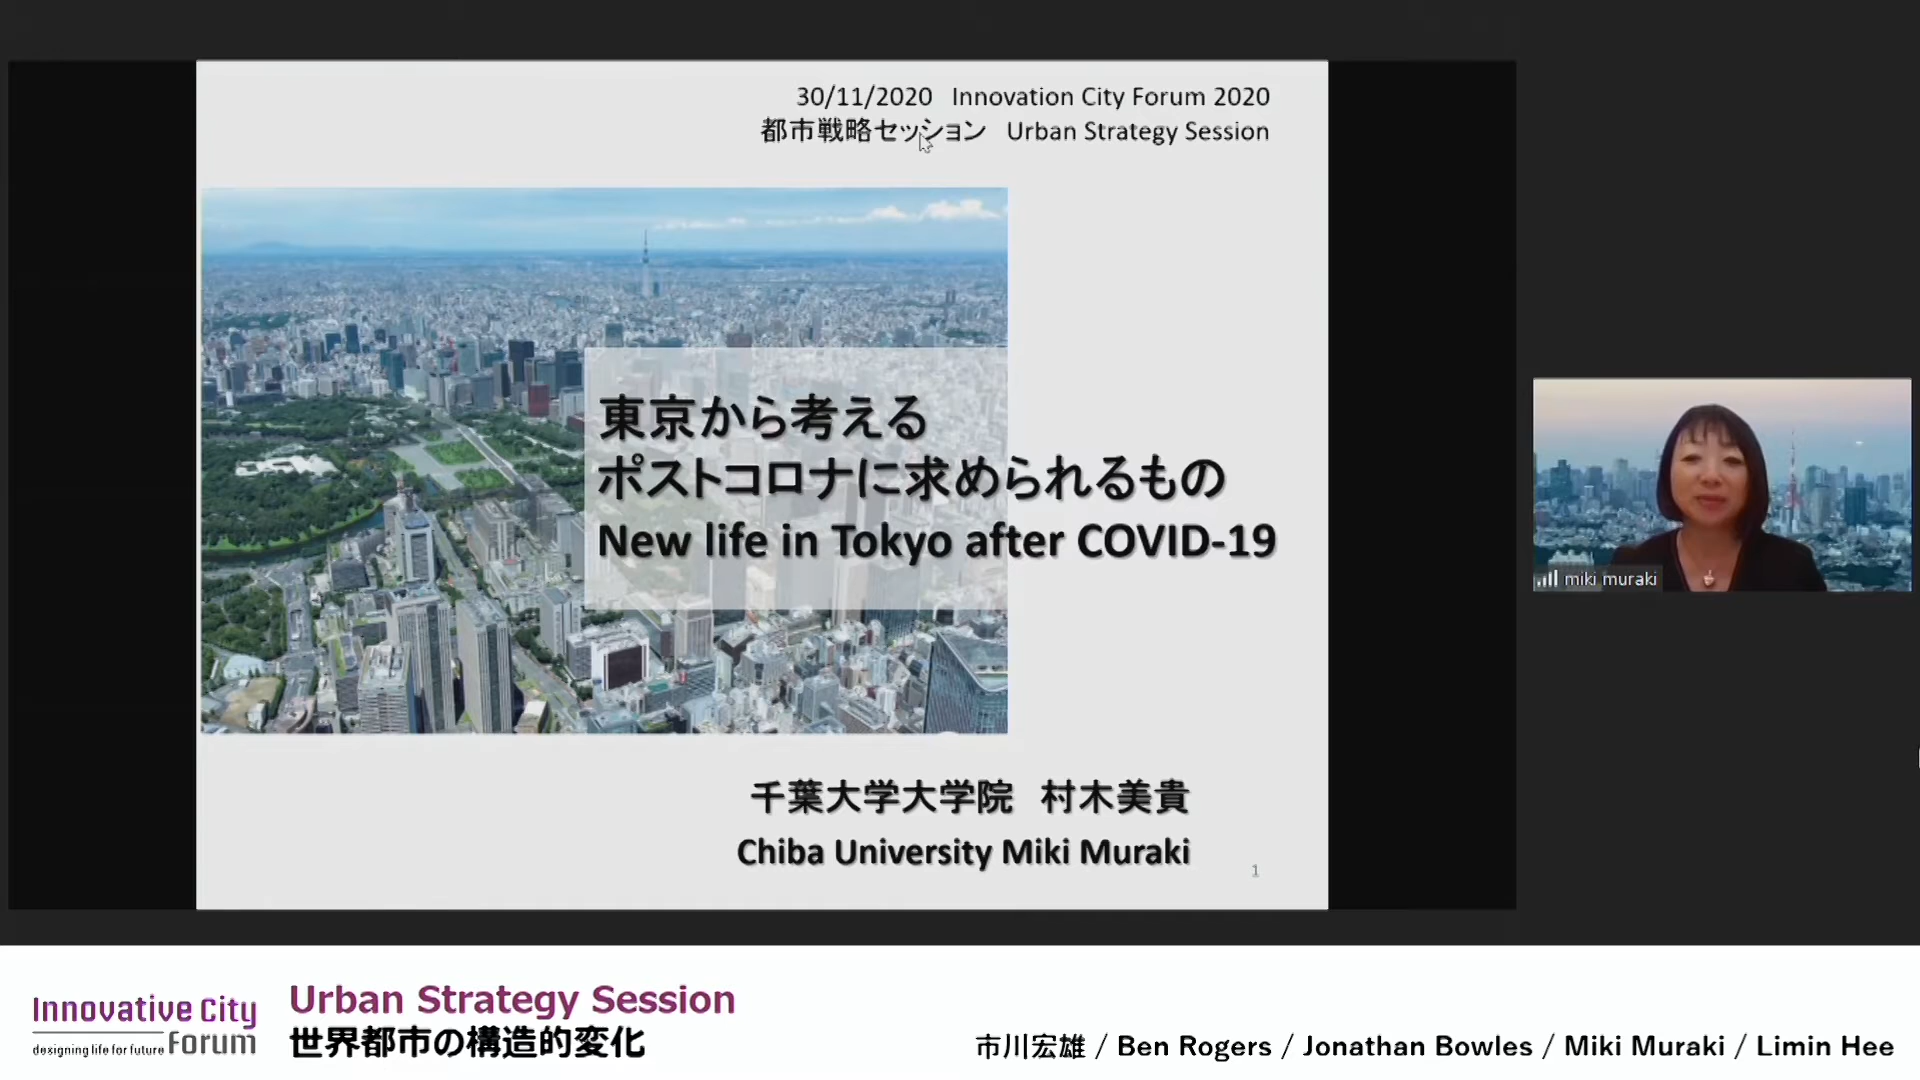 30/11/2020 Innovation City Forum 2020
都市戦略セッション Urban Strategy Session
東京から考える
ポストコロナに求められるもの
New life in Tokyo after COVID-19
千葉大学大学院 村木美貴
Chiba University Miki Muraki
1
miki muraki
Innovative City
designing life for future Forum
Urban Strategy Session
世界都市の構造的変化
市川宏雄 / Ben Rogers / Jonathan Bowles / Miki Muraki / Limin Hee